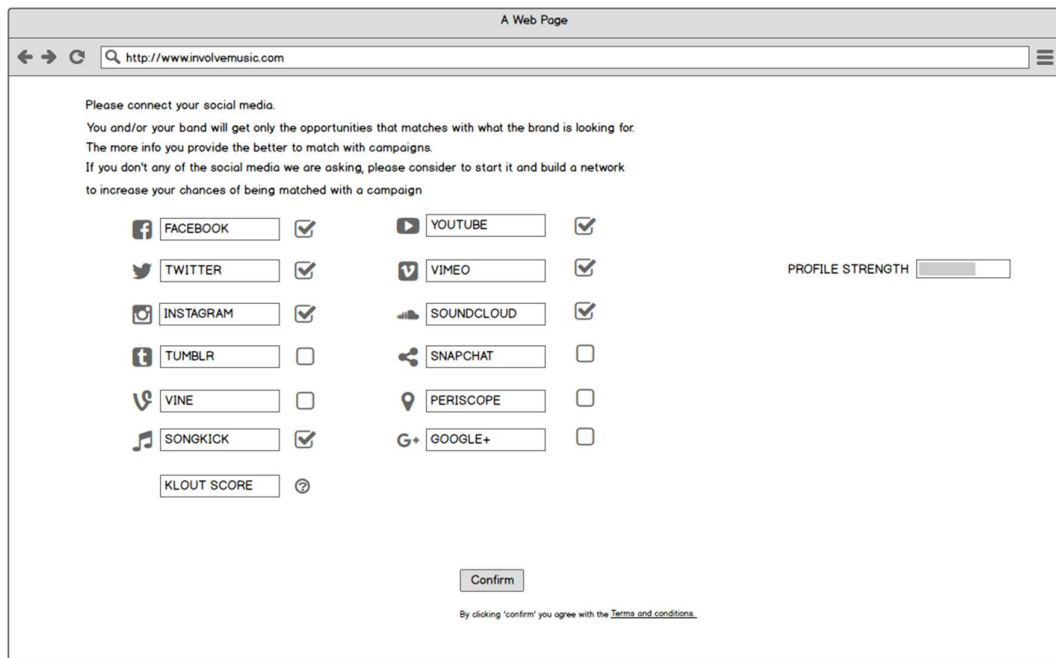 A Web Page
http://www.involvemusic.com
Please connect your social media.
You and/or your band will get only the opportunities that matches with what the brand is looking for.
The more info you provide the better to match with campaigns.
If you don't any of the social media we are asking, please consider to start it and build a network
to increase your chances of being matched with a campaign
FACEBOOK
YOUTUBE
TWITTER
VIMEO
PROFILE STRENGTH
INSTAGRAM
SOUNDCLOUD
TUMBLR
SNAPCHAT
VINE
PERISCOPE
SONGKICK
G+ GOOGLE+
KLOUT SCORE
Confirm
By clicking 'confirm' you agree with the Terms and conditions.